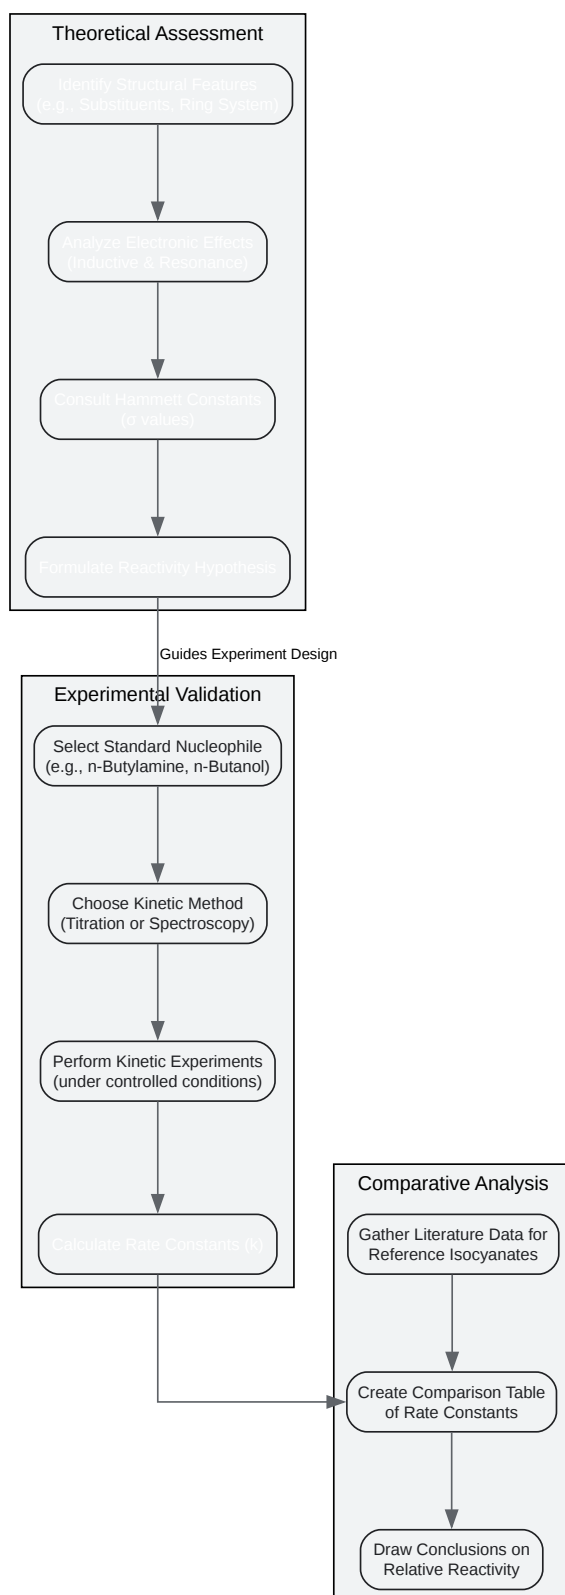 Theoretical Assessment
Identify Structural Features
(e.g., Substituents, Ring System)
Analyze Electronic Effects
(Inductive & Resonance)
Consult Hammett Constants
(σ values)
Formulate Reactivity Hypothesis
Guides Experiment Design
Experimental Validation
Select Standard Nucleophile
(e.g., n-Butylamine, n-Butanol)
Choose Kinetic Method
(Titration or Spectroscopy)
Perform Kinetic Experiments
(under controlled conditions)
Calculate Rate Constants (k)
Comparative Analysis
Gather Literature Data for
Reference Isocyanates
Create Comparison Table
of Rate Constants
Draw Conclusions on
Relative Reactivity